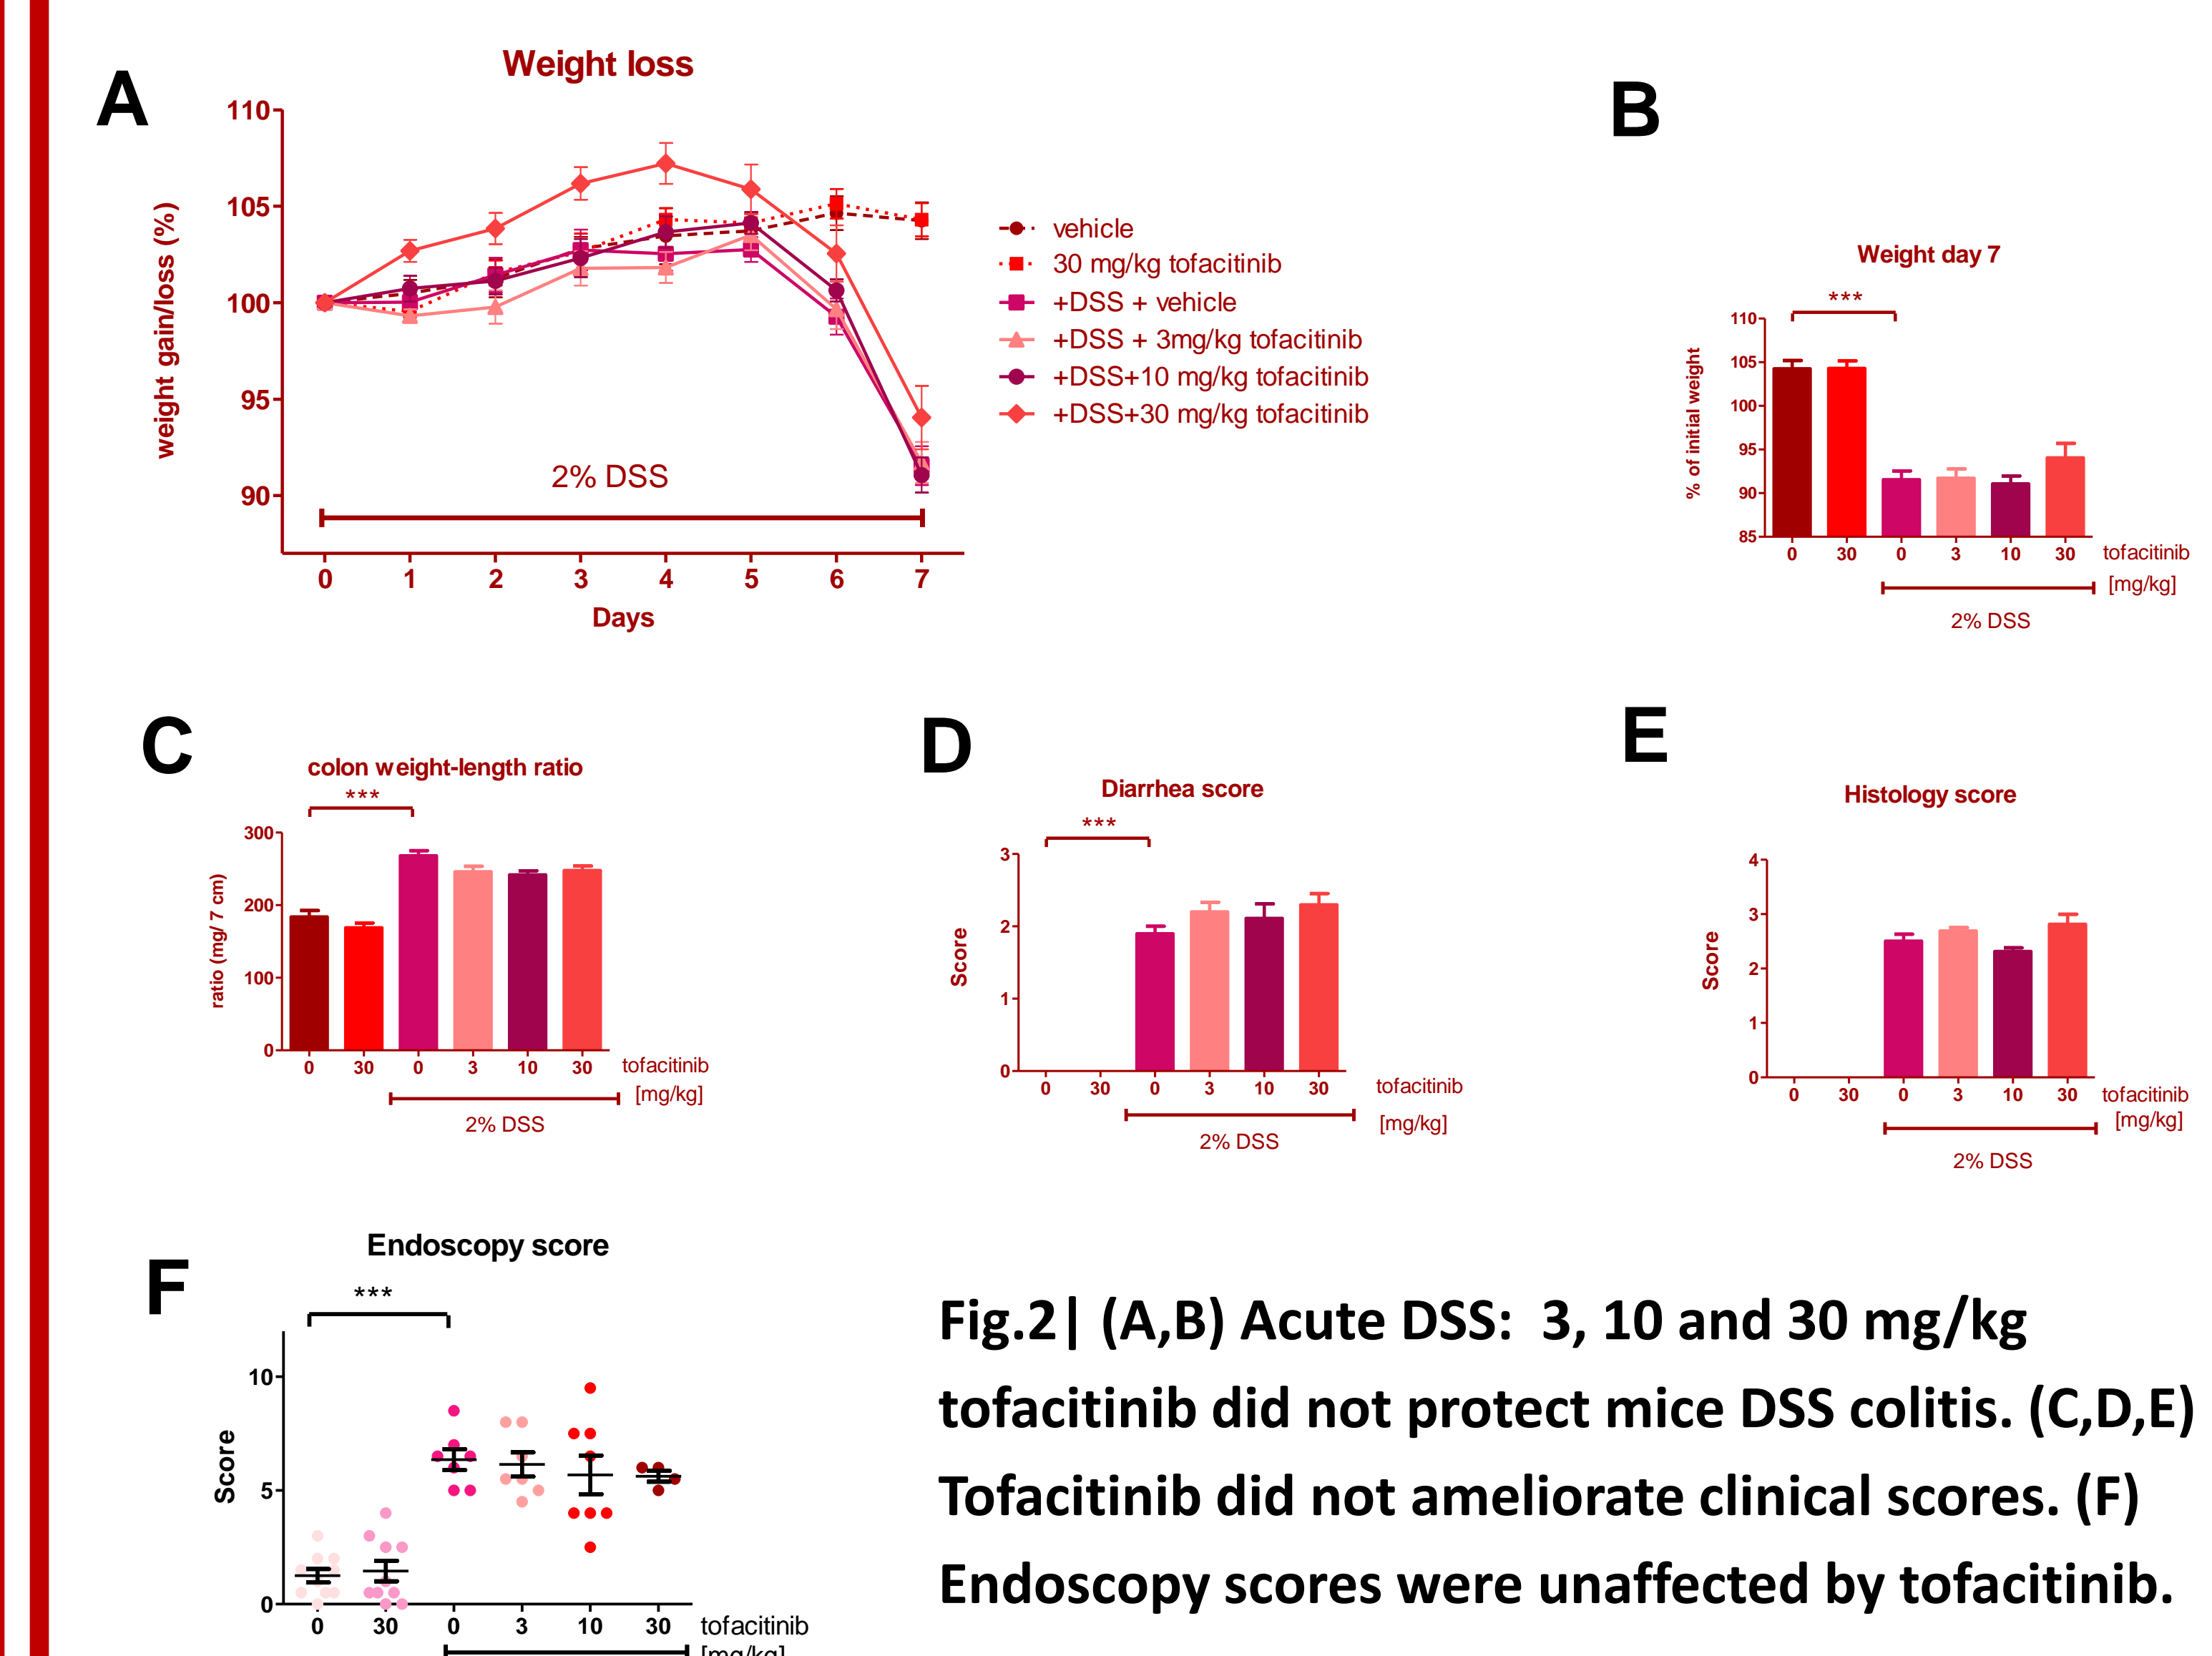 A
Weight loss
110
105
100
95
90
weight gain/loss (%)
2% DSS
0 1 2 3 4 5 6 7
Days
vehicle
30 mg/kg tofacitinib
+DSS + vehicle
+DSS + 3mg/kg tofacitinib
+DSS+10 mg/kg tofacitinib
+DSS+30 mg/kg tofacitinib
B
Weight day 7
***
110
105
100
95
90
85
% of initial weight
0 30 0 3 10 30 tofacitinib
[mg/kg]
2% DSS
C
colon weight-length ratio
***
300
200
100
0
ratio (mg/ 7 cm)
0 30 0 3 10 30 tofacitinib
[mg/kg]
2% DSS
D
Diarrhea score
***
3
2
1
0
Score
0 30 0 3 10 30 tofacitinib
[mg/kg]
2% DSS
E
Histology score
4
3
2
1
0
Score
0 30 0 3 10 30 tofacitinib
[mg/kg]
2% DSS
F
Endoscopy score
***
10
5
0
Score
0 30 0 3 10 30 tofacitinib
[mg/kg]
Fig.2| (A,B) Acute DSS:  3, 10 and 30 mg/kg
tofacitinib did not protect mice DSS colitis. (C,D,E)
Tofacitinib did not ameliorate clinical scores. (F)
Endoscopy scores were unaffected by tofacitinib.